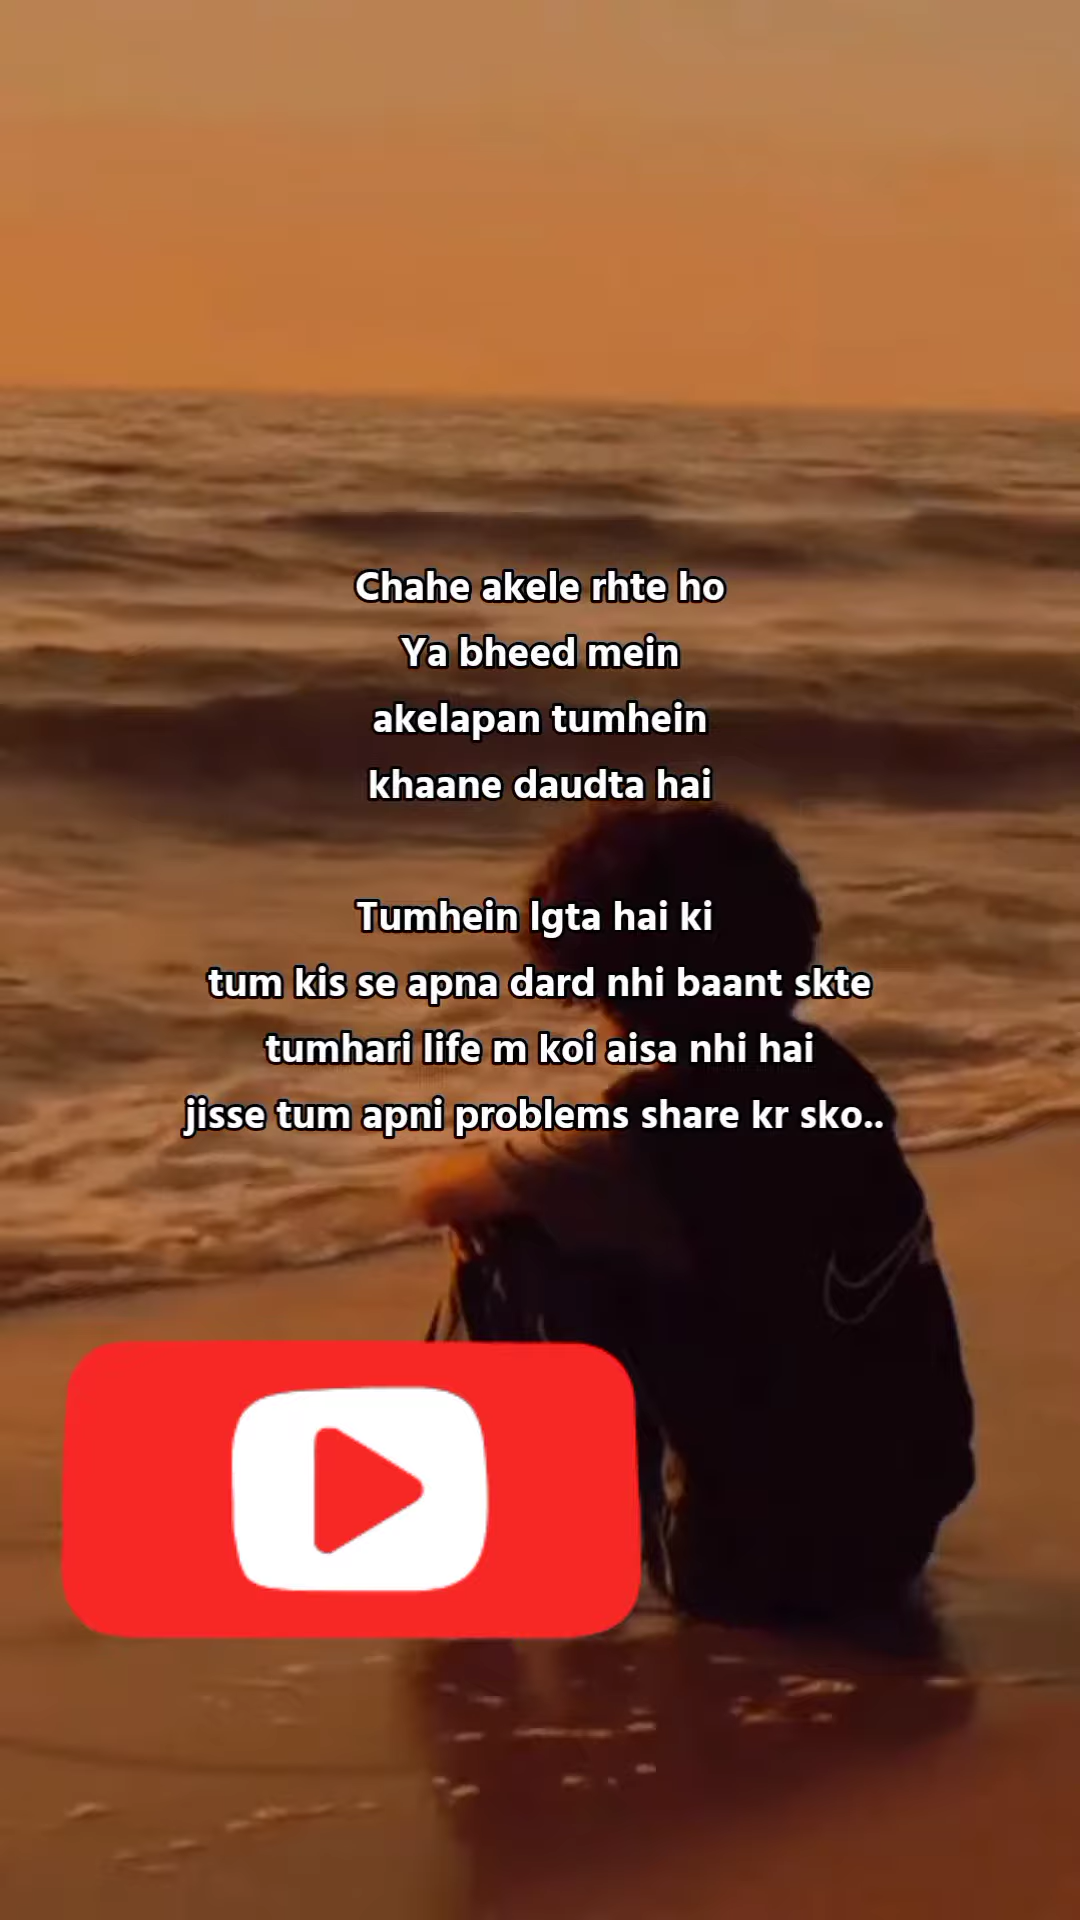 Chahe akele rhte ho
Ya bheed mein
akelapan tumhein
khaane daudta hai
Tumhein lgta hai ki
tum kis se apna dard nhi baant skte
tumhari life m koi aisa nhi hai
jisse tum apni problems share kr sko..